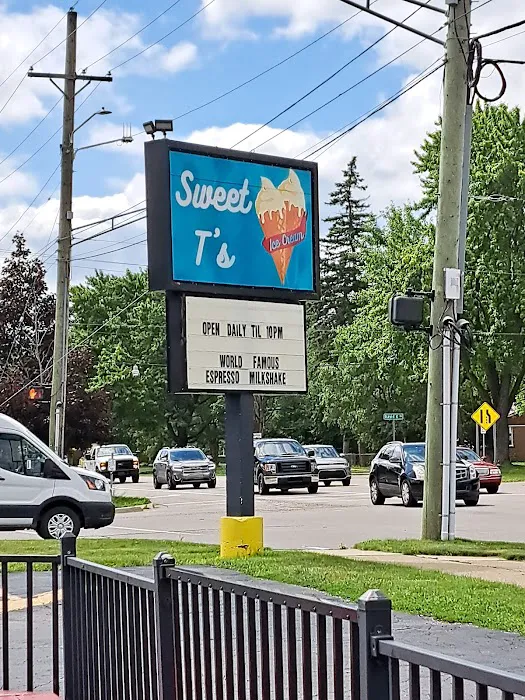 Sweet
T's
Ice Cream
OPEN DAILY TIL 10PM
WORLD FAMOUS
ESPRESSO MILKSHAKE